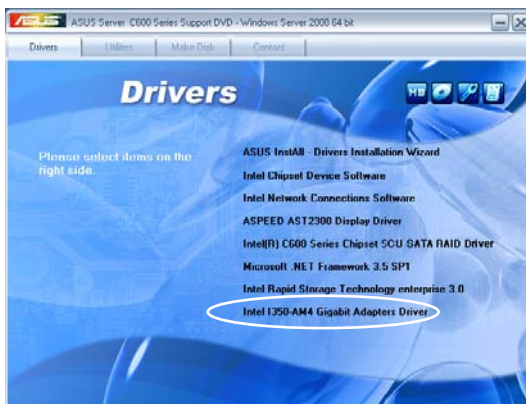 ASUS Server C600 Series Support DVD - Windows Server 2008 64 bit
Drivers
Utilities
Make Disk
Contact
Drivers
Please select items on the
right side.
ASUS InstAll - Drivers Installation Wizard
Intel Chipset Device Software
Intel Network Connections Software
ASPEED AST2300 Display Driver
Intel(R) C600 Series Chipset SCU SATA RAID Driver
Microsoft .NET Framework 3.5 SP1
Intel Rapid Storage Technology enterprise 3.0
Intel I350-AM4 Gigabit Adapters Driver